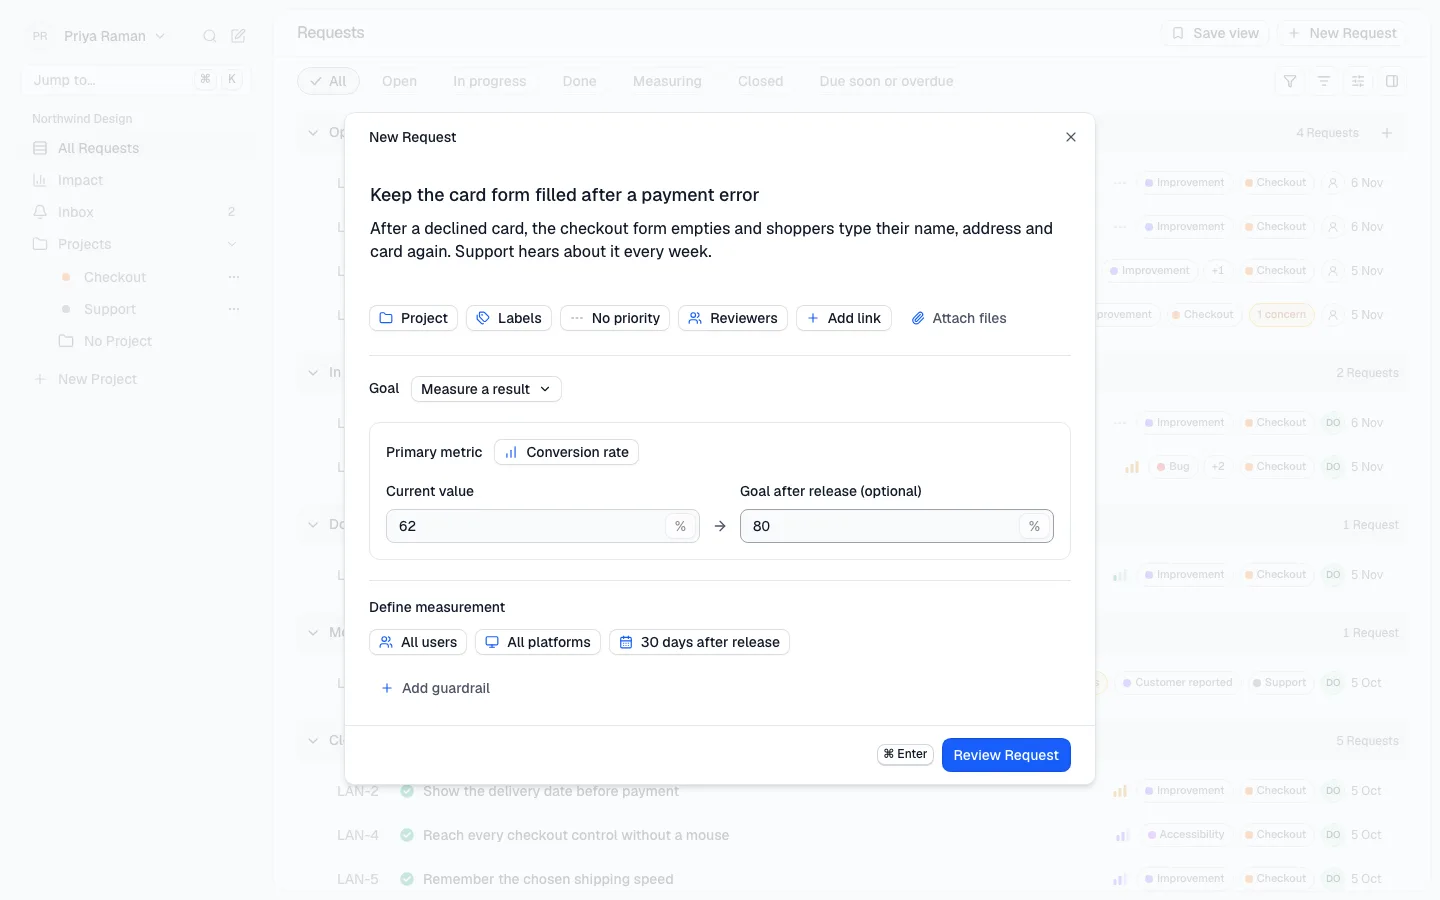 PR Priya Raman
Requests
Save view
New Request
Jump to...
⌘ K
All
Open
In progress
Done
Measuring
Closed
Due soon or overdue
Northwind Design
All Requests
Impact
Inbox 2
Projects
Checkout
Support
No Project
New Project
4 Requests
Improvement Checkout 6 Nov
Improvement Checkout 6 Nov
Improvement +1 Checkout 5 Nov
Checkout 1 concern 5 Nov
In
2 Requests
Improvement Checkout DO 6 Nov
Bug +2 Checkout DO 5 Nov
1 Request
Improvement Checkout DO 5 Nov
1 Request
Customer reported Support DO 5 Oct
5 Requests
New Request
Keep the card form filled after a payment error
After a declined card, the checkout form empties and shoppers type their name, address and
card again. Support hears about it every week.
Project
Labels
No priority
Reviewers
Add link
Attach files
Goal
Measure a result
Primary metric
Conversion rate
Current value
Goal after release (optional)
62 %
80 %
Define measurement
All users
All platforms
30 days after release
Add guardrail
⌘ Enter
Review Request
LAN-2 Show the delivery date before payment Improvement Checkout DO 5 Oct
LAN-4 Reach every checkout control without a mouse Accessibility Checkout DO 5 Oct
LAN-5 Remember the chosen shipping speed Improvement Checkout DO 5 Oct